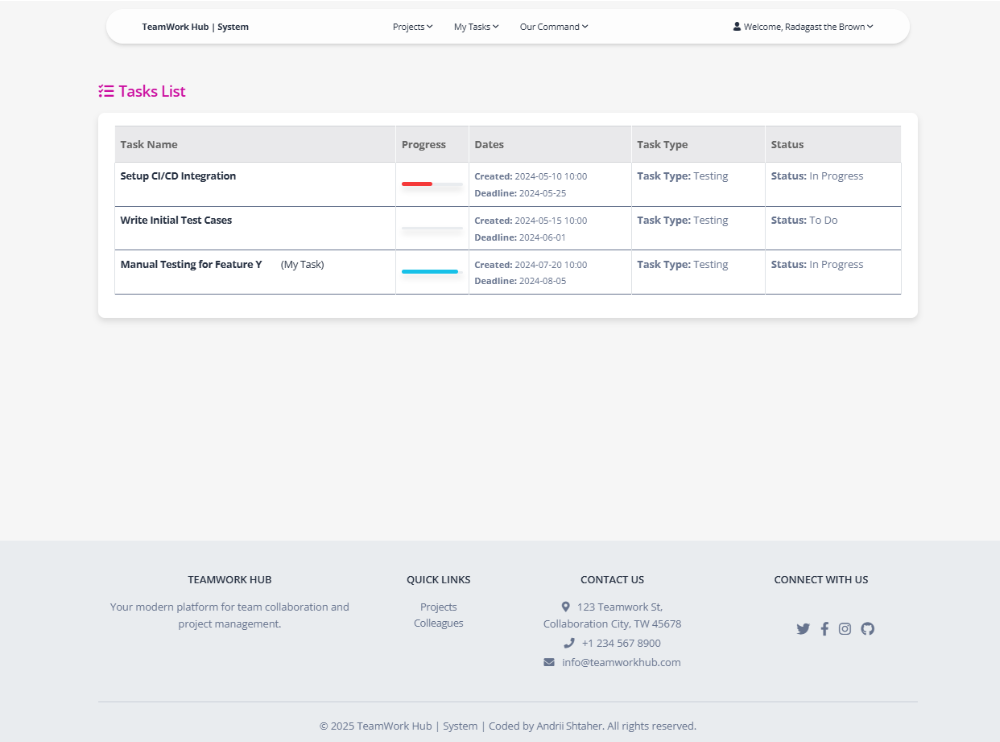 TeamWork Hub | System
Projects
My Tasks
Our Command
Welcome, Radagast the Brown
Tasks List
Task Name
Progress
Dates
Task Type
Status
Setup CI/CD Integration
Created: 2024-05-10 10:00
Deadline: 2024-05-25
Task Type: Testing
Status: In Progress
Write Initial Test Cases
Created: 2024-05-15 10:00
Deadline: 2024-06-01
Task Type: Testing
Status: To Do
Manual Testing for Feature Y (My Task)
Created: 2024-07-20 10:00
Deadline: 2024-08-05
Task Type: Testing
Status: In Progress
TEAMWORK HUB
Your modern platform for team collaboration and
project management.
QUICK LINKS
Projects
Colleagues
CONTACT US
123 Teamwork St,
Collaboration City, TW 45678
+1 234 567 8900
info@teamworkhub.com
CONNECT WITH US
© 2025 TeamWork Hub | System | Coded by Andrii Shtaher. All rights reserved.